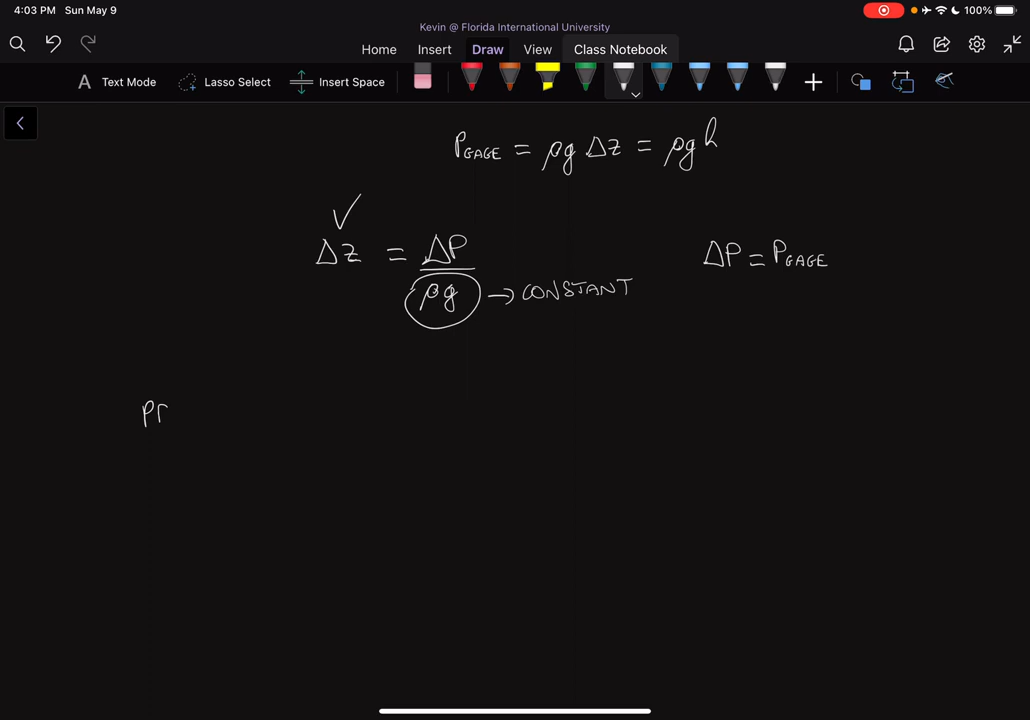 4:03 PM Sun May 9 100%
Kevin @ Florida International University
Home Insert Draw View Class Notebook
A Text Mode Lasso Select Insert Space
P_GAGE = ρg Δz = ρgh
Δz = ΔP/ρg → CONSTANT
ΔP = P_GAGE
Pr